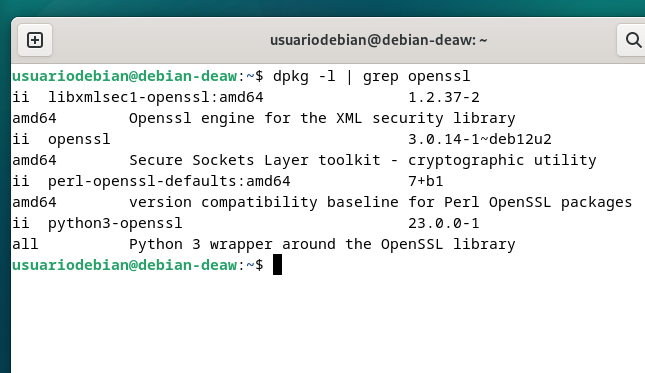 usuariodebian@debian-deaw: ~
usuariodebian@debian-deaw:~$ dpkg -l | grep openssl
ii  libxmlsec1-openssl:amd64                1.2.37-2
amd64        Openssl engine for the XML security library
ii  openssl                                 3.0.14-1~deb12u2
amd64        Secure Sockets Layer toolkit - cryptographic utility
ii  perl-openssl-defaults:amd64             7+b1
amd64        version compatibility baseline for Perl OpenSSL packages
ii  python3-openssl                         23.0.0-1
all          Python 3 wrapper around the OpenSSL library
usuariodebian@debian-deaw:~$